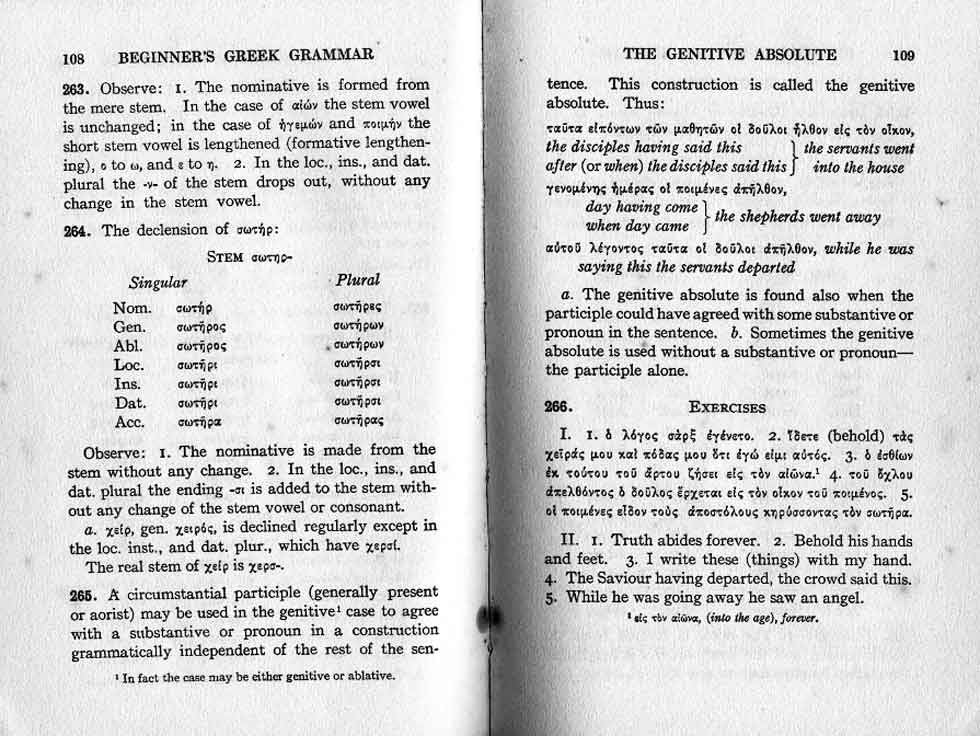 108 BEGINNER'S GREEK GRAMMAR
263. Observe: 1. The nominative is formed from
the mere stem. In the case of αἰών the stem vowel
is unchanged; in the case of ἡγεμών and ποιμήν the
short stem vowel is lengthened (formative lengthen-
ing), ο to ω, and ε to η. 2. In the loc., ins., and dat.
plural the -ν- of the stem drops out, without any
change in the stem vowel.
264. The declension of σωτήρ:
STEM σωτηρ-
Singular Plural
Nom. σωτήρ σωτῆρες
Gen. σωτῆρος σωτήρων
Abl. σωτῆρος σωτήρων
Loc. σωτῆρι σωτῆρσι
Ins. σωτῆρι σωτῆρσι
Dat. σωτῆρι σωτῆρσι
Acc. σωτῆρα σωτῆρας
Observe: 1. The nominative is made from the
stem without any change. 2. In the loc., ins., and
dat. plural the ending -σι is added to the stem with-
out any change of the stem vowel or consonant.
a. χείρ, gen. χειρός, is declined regularly except in
the loc. inst., and dat. plur., which have χερσί.
The real stem of χείρ is χερσ-.
265. A circumstantial participle (generally present
or aorist) may be used in the genitive¹ case to agree
with a substantive or pronoun in a construction
grammatically independent of the rest of the sen-
¹ In fact the case may be either genitive or ablative.
THE GENITIVE ABSOLUTE 109
tence. This construction is called the genitive
absolute. Thus:
ταῦτα εἰπόντων τῶν μαθητῶν οἱ δοῦλοι ἦλθον εἰς τὸν οἶκον,
the disciples having said this } the servants went
after (or when) the disciples said this } into the house
γενομένης ἡμέρας οἱ ποιμένες ἀπῆλθον,
day having come } the shepherds went away
when day came }
αὐτοῦ λέγοντος ταῦτα οἱ δοῦλοι ἀπῆλθον, while he was
saying this the servants departed
a. The genitive absolute is found also when the
participle could have agreed with some substantive or
pronoun in the sentence. b. Sometimes the genitive
absolute is used without a substantive or pronoun—
the participle alone.
266. EXERCISES
I. 1. ὁ λόγος σὰρξ ἐγένετο. 2. ἴδετε (behold) τὰς
χεῖράς μου καὶ πόδας μου ὅτι ἐγώ εἰμι αὐτός. 3. ὁ ἐσθίων
ἐκ τούτου τοῦ ἄρτου ζήσει εἰς τὸν αἰῶνα.¹ 4. τοῦ ὄχλου
ἀπελθόντος ὁ δοῦλος ἔρχεται εἰς τὸν οἶκον τοῦ ποιμένος. 5.
οἱ ποιμένες εἶδον τοὺς ἀποστόλους κηρύσσοντας τὸν σωτῆρα.
II. 1. Truth abides forever. 2. Behold his hands
and feet. 3. I write these (things) with my hand.
4. The Saviour having departed, the crowd said this.
5. While he was going away he saw an angel.
¹ εἰς τὸν αἰῶνα, (into the age), forever.